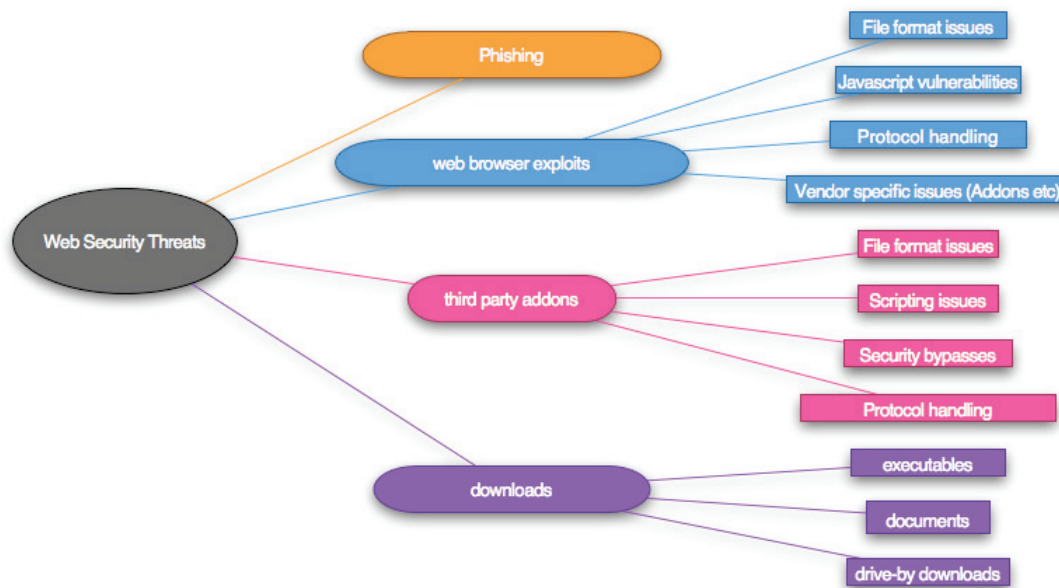 Web Security Threats
Phishing
web browser exploits
File format issues
Javascript vulnerabilities
Protocol handling
Vendor specific issues (Addons etc)
third party addons
File format issues
Scripting issues
Security bypasses
Protocol handling
downloads
executables
documents
drive-by downloads